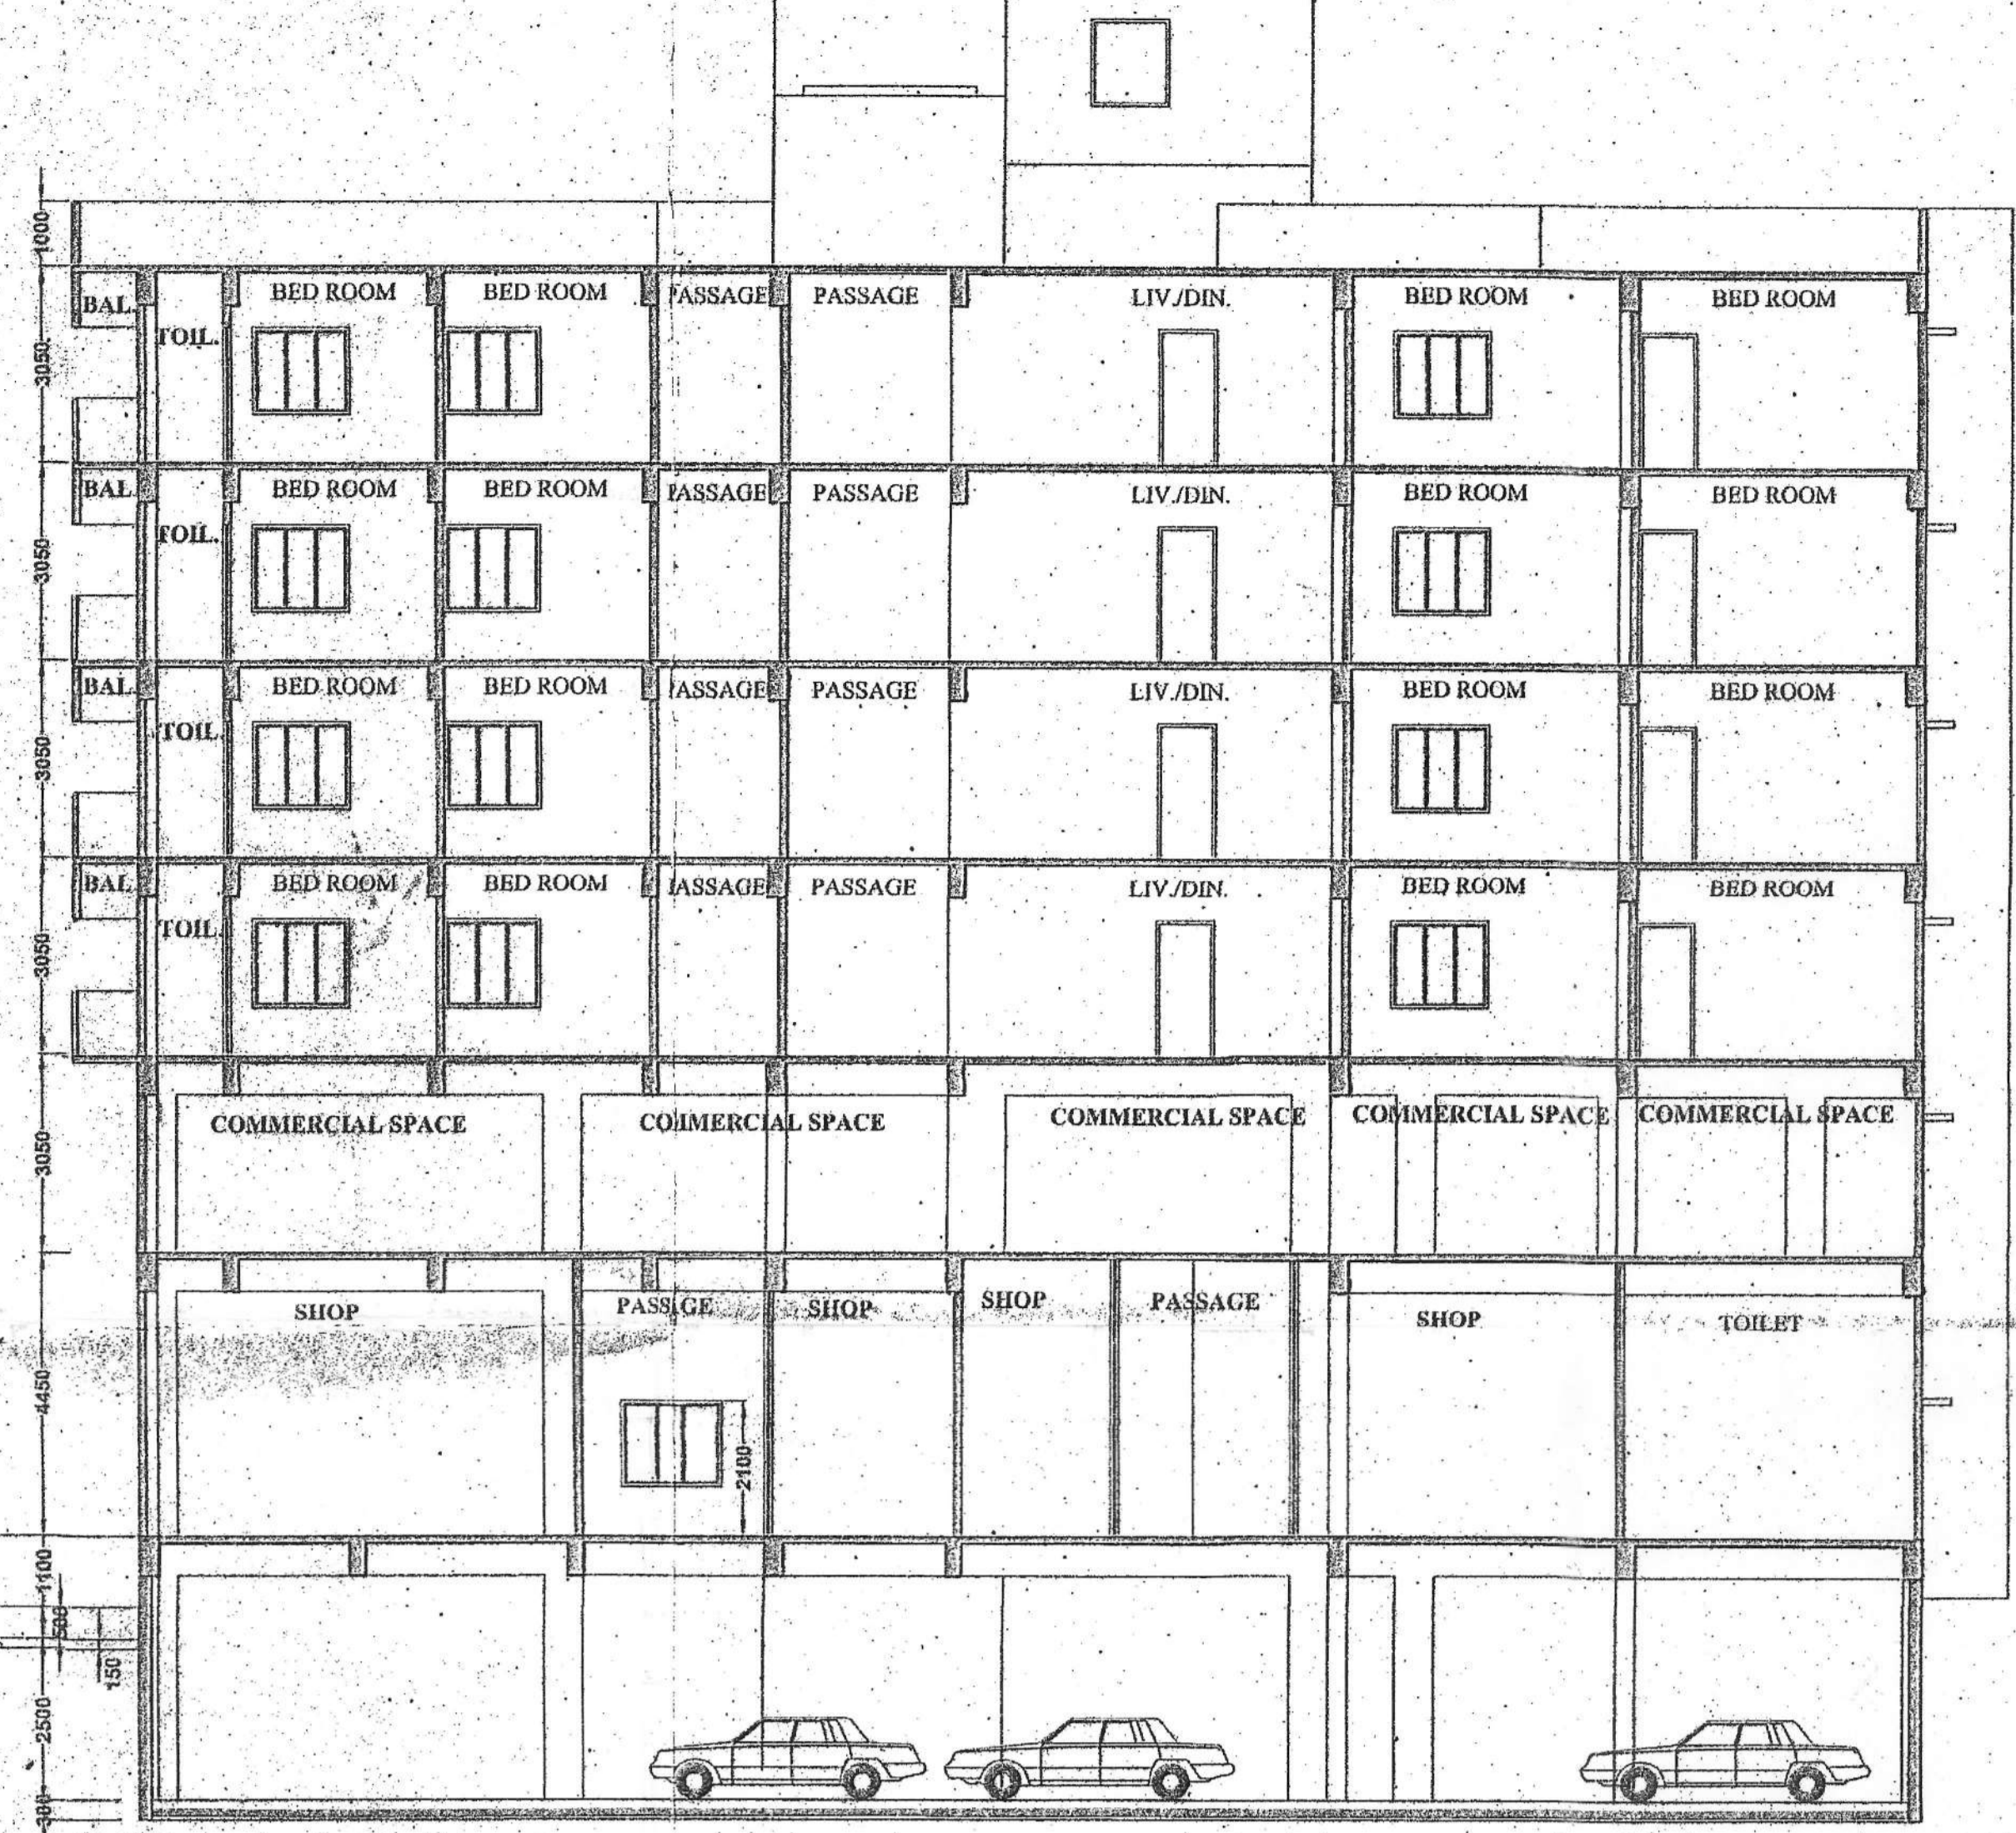 1000
BAL.
TOIL.
BED ROOM
BED ROOM
PASSAGE
PASSAGE
LIV./DIN.
BED ROOM
BED ROOM
3050
BAL.
TOIL.
BED ROOM
BED ROOM
PASSAGE
PASSAGE
LIV./DIN.
BED ROOM
BED ROOM
3050
BAL.
TOIL.
BED ROOM
BED ROOM
PASSAGE
PASSAGE
LIV./DIN.
BED ROOM
BED ROOM
3050
BAL.
TOIL.
BED ROOM
BED ROOM
PASSAGE
PASSAGE
LIV./DIN.
BED ROOM
BED ROOM
3050
COMMERCIAL SPACE
COMMERCIAL SPACE
COMMERCIAL SPACE
COMMERCIAL SPACE
COMMERCIAL SPACE
3050
SHOP
PASSAGE
SHOP
SHOP
PASSAGE
SHOP
TOILET
4450
2100
1100
500
150
2500
300